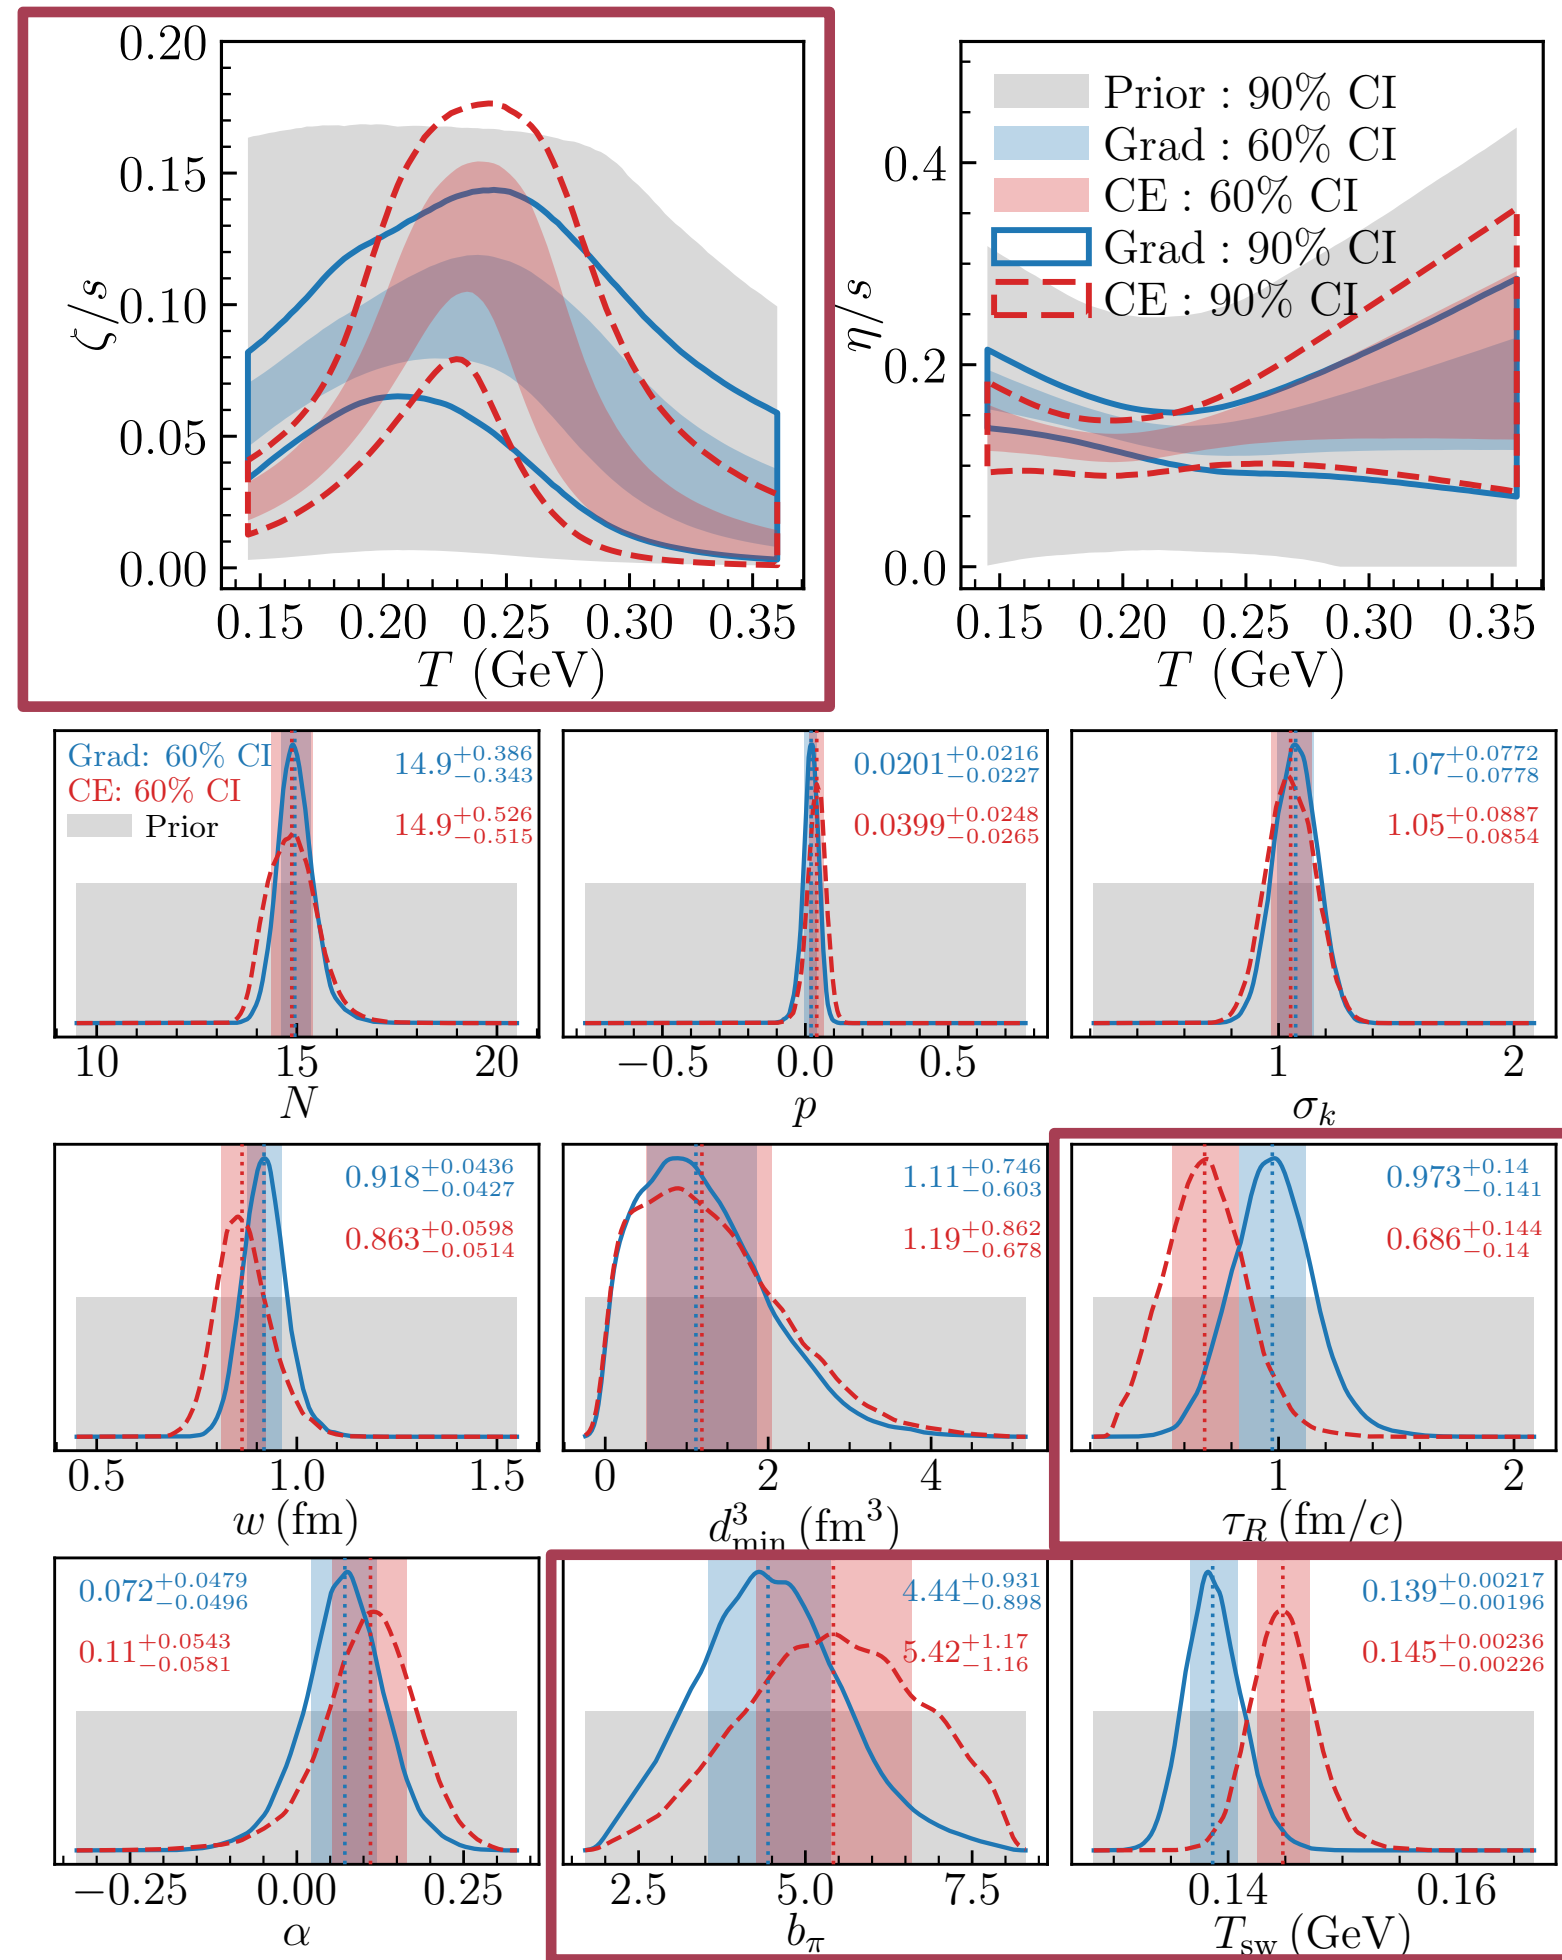 0.20
0.15
0.10
0.05
0.00
ζ/s
0.15 0.20 0.25 0.30 0.35
T (GeV)
Prior : 90% CI
Grad : 60% CI
CE : 60% CI
Grad : 90% CI
CE : 90% CI
0.4
0.2
0.0
η/s
0.15 0.20 0.25 0.30 0.35
T (GeV)
Grad: 60% CI
CE: 60% CI
Prior
14.9 +0.386 −0.343
14.9 +0.526 −0.515
10 15 20
N
0.0201 +0.0216 −0.0227
0.0399 +0.0248 −0.0265
−0.5 0.0 0.5
p
1.07 +0.0772 −0.0778
1.05 +0.0887 −0.0854
1 2
σ_k
0.918 +0.0436 −0.0427
0.863 +0.0598 −0.0514
0.5 1.0 1.5
w (fm)
1.11 +0.746 −0.603
1.19 +0.862 −0.678
0 2 4
d³_min (fm³)
0.973 +0.14 −0.141
0.686 +0.144 −0.14
1 2
τ_R (fm/c)
0.072 +0.0479 −0.0496
0.11 +0.0543 −0.0581
−0.25 0.00 0.25
α
4.44 +0.931 −0.898
5.42 +1.17 −1.16
2.5 5.0 7.5
b_π
0.139 +0.00217 −0.00196
0.145 +0.00236 −0.00226
0.14 0.16
T_sw (GeV)